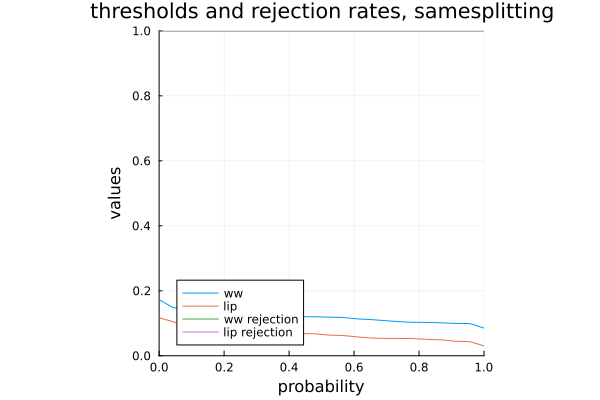 thresholds and rejection rates, samesplitting
1.0
0.8
0.6
0.4
0.2
0.0
values
ww
lip
ww rejection
lip rejection
0.0 0.2 0.4 0.6 0.8 1.0
probability